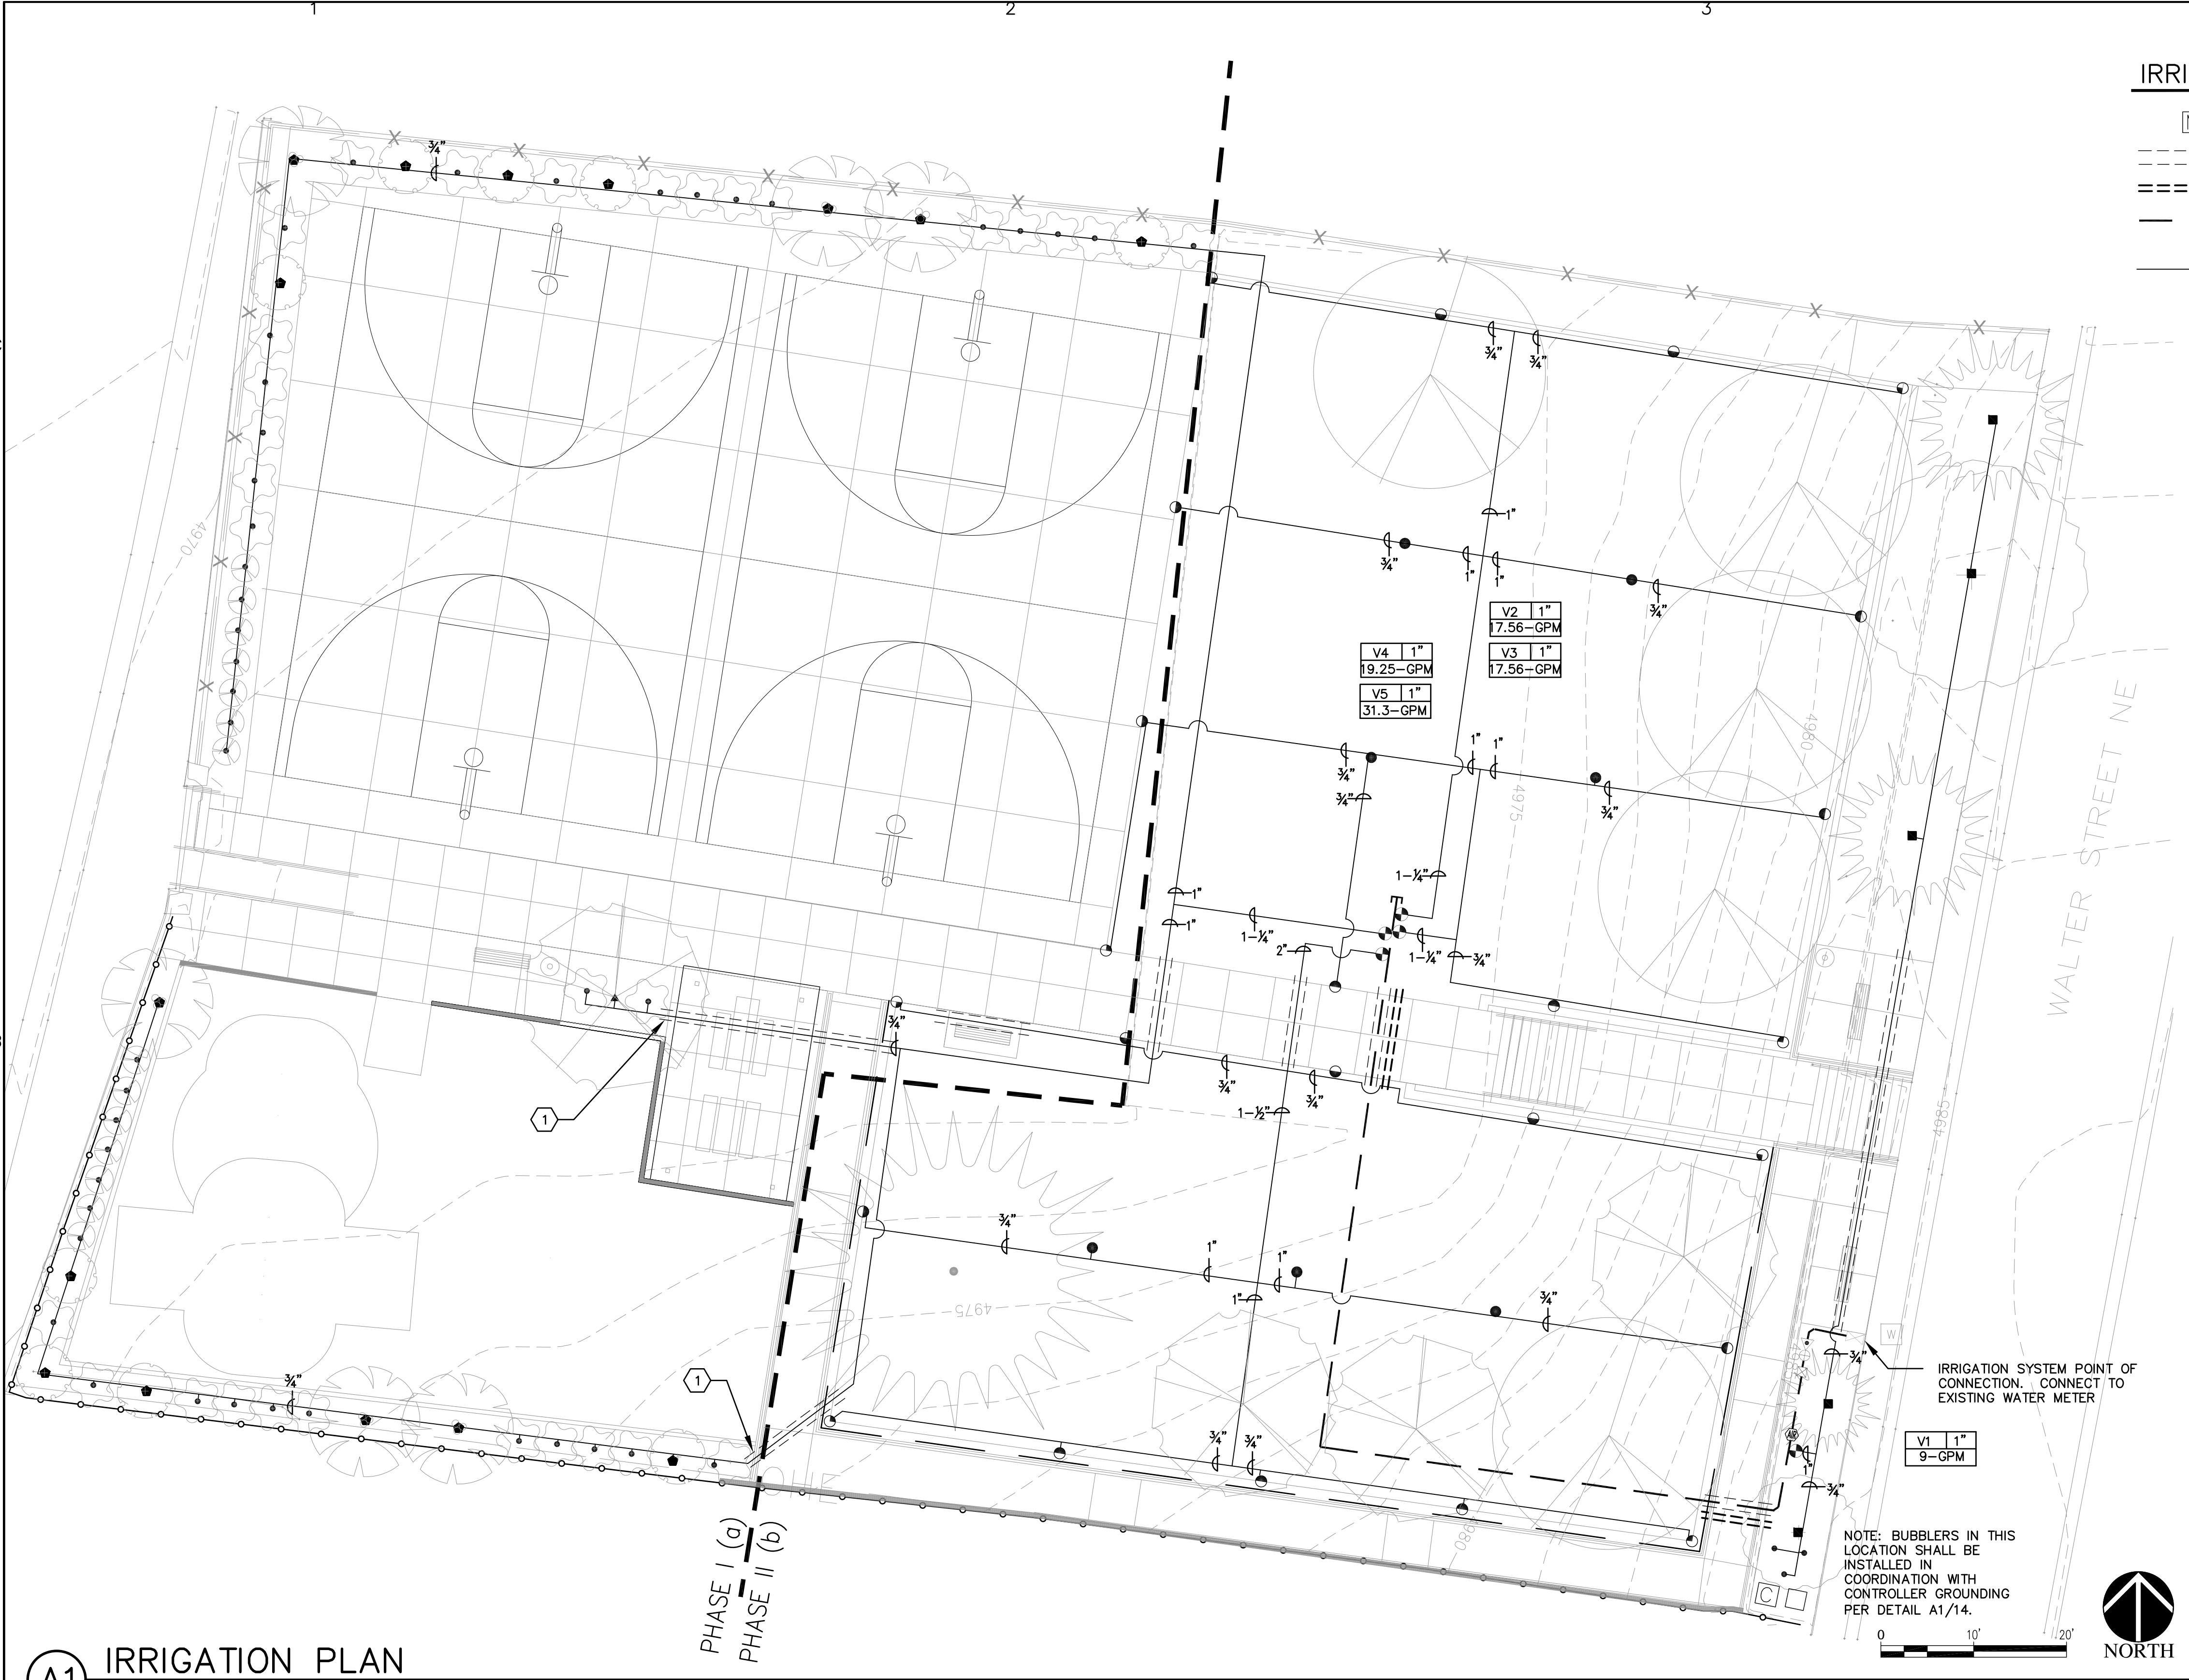 1
2
3
IRRI
3/4"
4970
3/4"
3/4"
1"
3/4"
1"
1"
3/4"
V2 1"
17.56-GPM
V4 1"
19.25-GPM
V3 1"
17.56-GPM
V5 1"
31.3-GPM
4980
WALTER STREET NE
3/4"
1"
1"
4975
3/4"
3/4"
1-1/4"
1"
1"
1-1/4"
2"
1-1/4"
3/4"
3/4"
1
3/4"
3/4"
1-1/2"
4985
3/4"
1"
1"
1"
3/4"
4975
W
3/4"
IRRIGATION SYSTEM POINT OF
CONNECTION. CONNECT TO
EXISTING WATER METER
1
3/4"
3/4"
3/4"
AR
V1 1"
9-GPM
1"
3/4"
4980
PHASE I (a)
PHASE II (b)
NOTE: BUBBLERS IN THIS
LOCATION SHALL BE
INSTALLED IN
COORDINATION WITH
CONTROLLER GROUNDING
PER DETAIL A1/14.
C
0 10' 20'
NORTH
A1
IRRIGATION PLAN